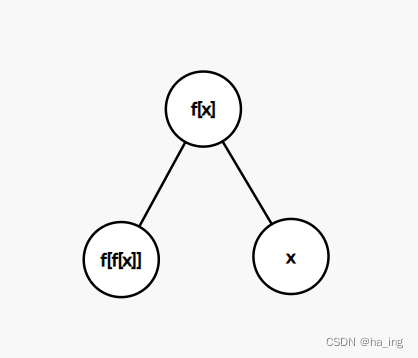 f[x]
f[f[x]]
x
CSDN @ha_ing